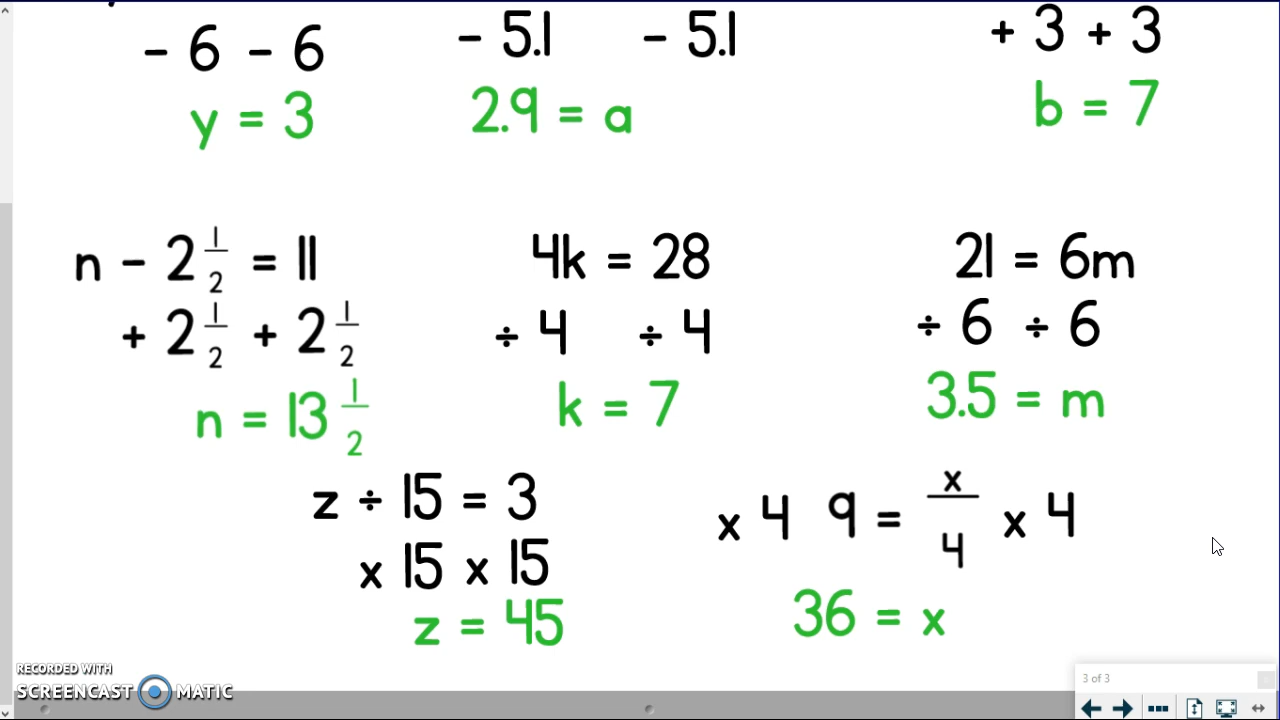 - 6 - 6
y = 3
- 5.1 - 5.1
2.9 = a
+ 3 + 3
b = 7
n - 2 1/2 = 11
+ 2 1/2 + 2 1/2
n = 13 1/2
4k = 28
÷ 4 ÷ 4
k = 7
21 = 6m
÷ 6 ÷ 6
3.5 = m
z ÷ 15 = 3
x 15 x 15
z = 45
x 4 9 = x/4 x 4
36 = x
RECORDED WITH
SCREENCAST MATIC
3 of 3